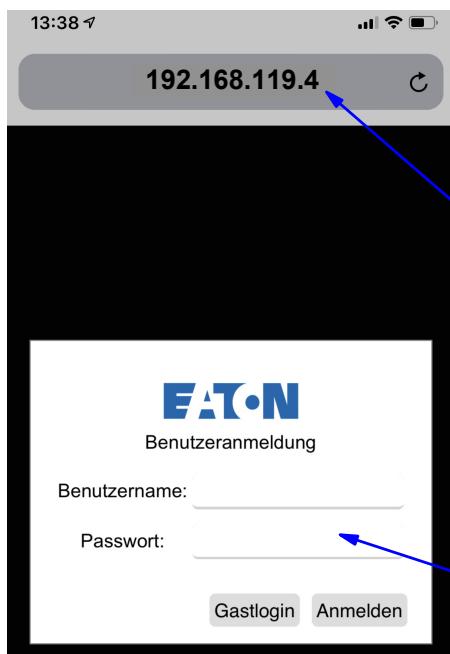 13:38
192.168.119.4
EATON
Benutzeranmeldung
Benutzername:
Passwort:
Gastlogin Anmelden